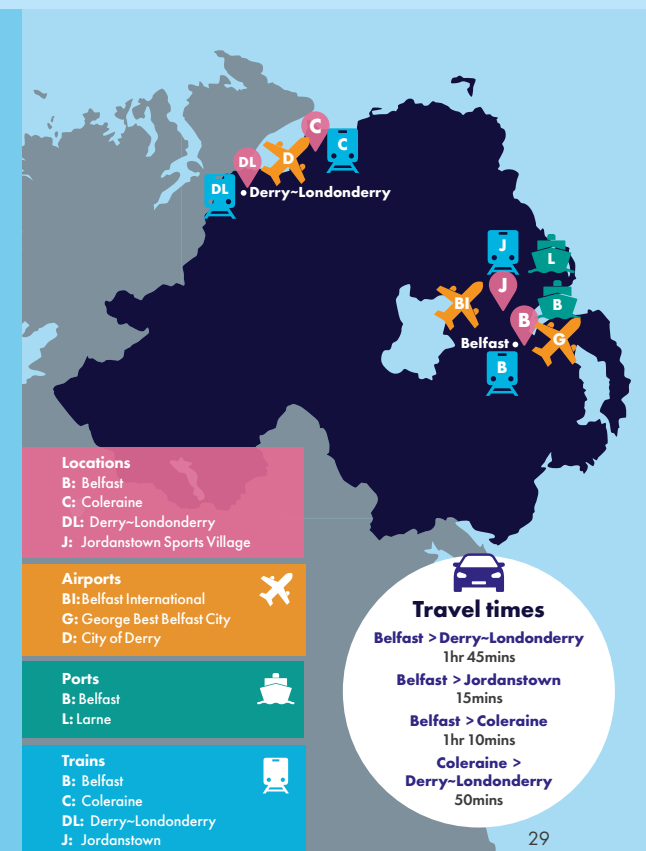 C
C
DL
D
DL
Derry~Londonderry
J
L
J
BI
B
B
G
Belfast
B
Locations
B: Belfast
C: Coleraine
DL: Derry~Londonderry
J: Jordanstown Sports Village
Airports
BI:Belfast International
G: George Best Belfast City
D: City of Derry
Ports
B: Belfast
L: Larne
Trains
B: Belfast
C: Coleraine
DL: Derry~Londonderry
J: Jordanstown
Travel times
Belfast > Derry~Londonderry
1hr 45mins
Belfast > Jordanstown
15mins
Belfast > Coleraine
1hr 10mins
Coleraine >
Derry~Londonderry
50mins
29